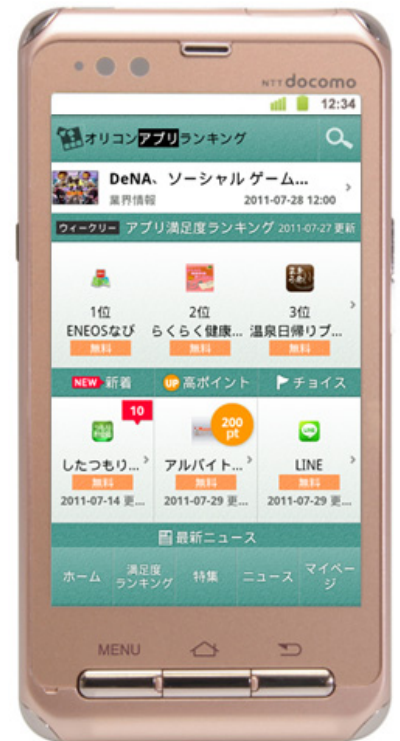 NTT docomo
12:34
オリコンアプリランキング
DeNA、ソーシャル ゲーム...
業界情報 2011-07-28 12:00
ウィークリー アプリ満足度ランキング 2011-07-27 更新
1位 2位 3位
ENEOSなび らくらく健康... 温泉日帰りプ...
無料 無料 無料
NEW 新着 UP 高ポイント チョイス
10 200 pt LINE
したつもり... アルバイト... LINE
無料 無料 無料
2011-07-14 更... 2011-07-29 更... 2011-07-29 更...
最新ニュース
ホーム 満足度ランキング 特集 ニュース マイページ
MENU